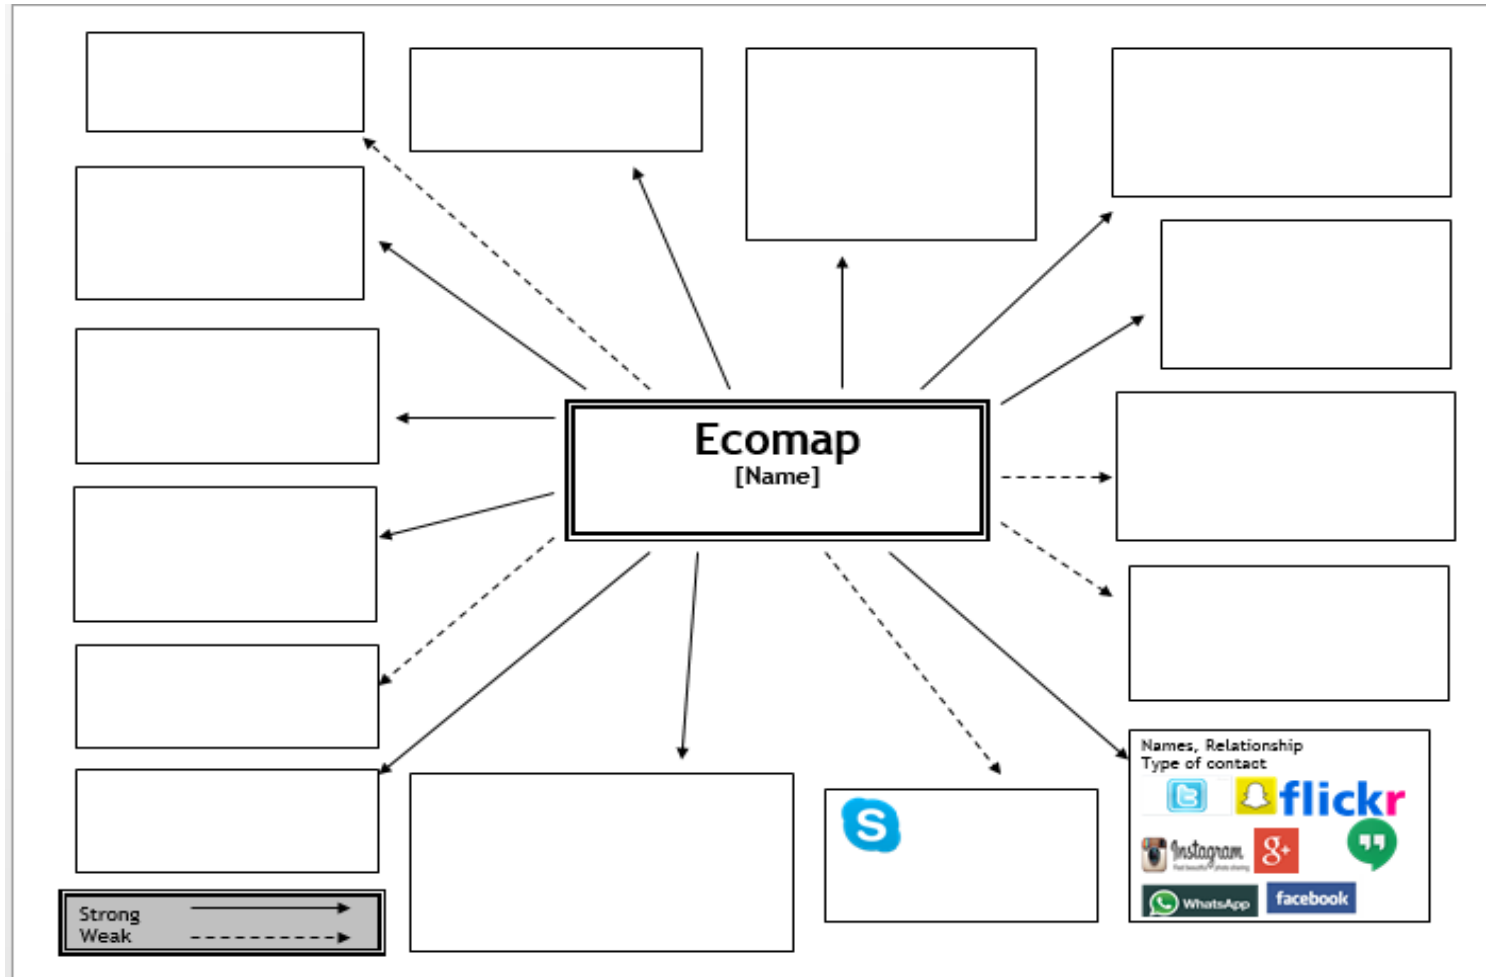 Ecomap
[Name]
Names, Relationship
Type of contact
flickr
Instagram
g+
WhatsApp
facebook
S
Strong
Weak